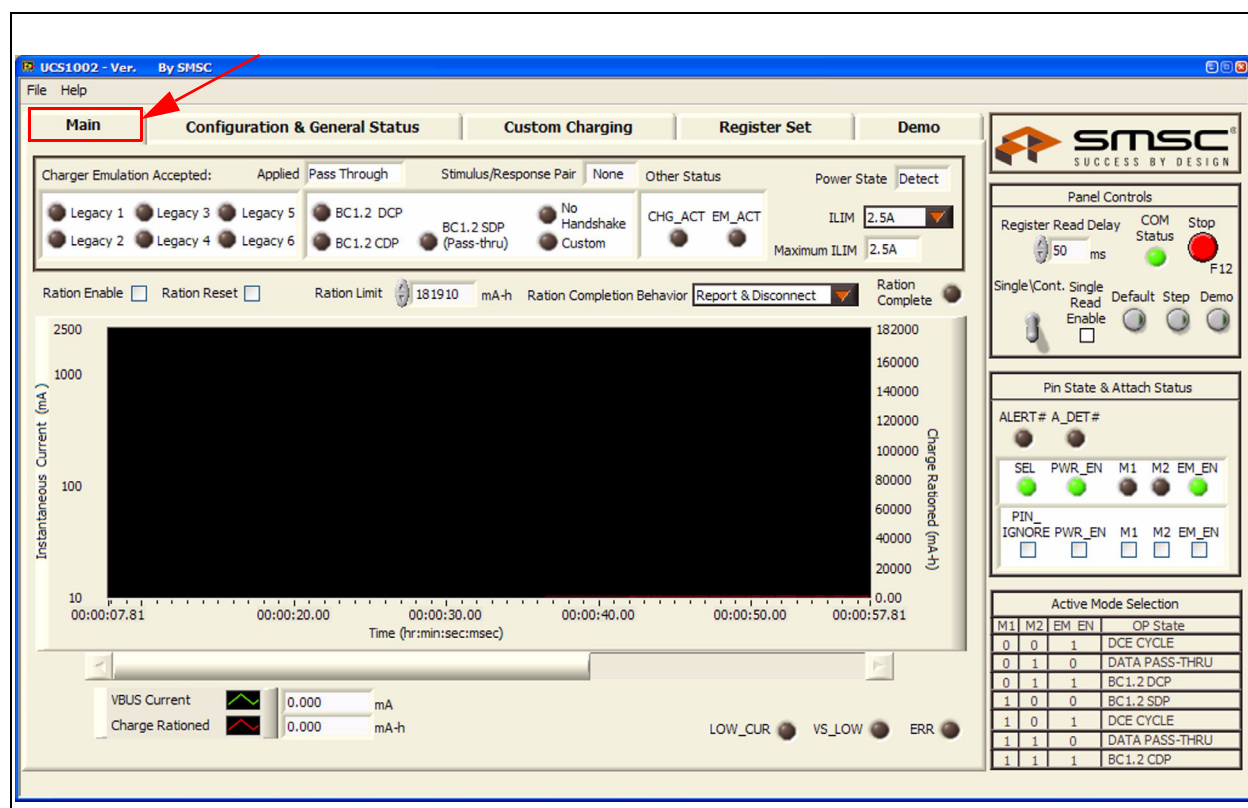 UCS1002 - Ver. By SMSC
File Help
Main
Configuration & General Status
Custom Charging
Register Set
Demo
Charger Emulation Accepted:
Applied Pass Through
Stimulus/Response Pair None
Other Status
Power State Detect
Legacy 1 Legacy 3 Legacy 5
Legacy 2 Legacy 4 Legacy 6
BC1.2 DCP
BC1.2 CDP
BC1.2 SDP
(Pass-thru)
No
Handshake
Custom
CHG_ACT EM_ACT
ILIM 2.5A
Maximum ILIM 2.5A
Ration Enable
Ration Reset
Ration Limit 181910 mA-h
Ration Completion Behavior Report & Disconnect
Ration
Complete
Instantaneous Current (mA)
2500
1000
100
10
182000
160000
140000
120000
100000
80000
60000
40000
20000
0.00
Charge Rationed (mA-h)
00:00:07.81 00:00:20.00 00:00:30.00 00:00:40.00 00:00:50.00 00:00:57.81
Time (hr:min:sec:msec)
VBUS Current 0.000 mA
Charge Rationed 0.000 mA-h
LOW_CUR VS_LOW ERR
smsc®
SUCCESS BY DESIGN
Panel Controls
Register Read Delay
50 ms
COM
Status
Stop
F12
Single\Cont.
Single
Read
Enable
Default Step Demo
Pin State & Attach Status
ALERT# A_DET#
SEL PWR_EN M1 M2 EM_EN
PIN_
IGNORE PWR_EN M1 M2 EM_EN
Active Mode Selection
M1 M2 EM EN OP State
0 0 1 DCE CYCLE
0 1 0 DATA PASS-THRU
0 1 1 BC1.2 DCP
1 0 0 BC1.2 SDP
1 0 1 DCE CYCLE
1 1 0 DATA PASS-THRU
1 1 1 BC1.2 CDP